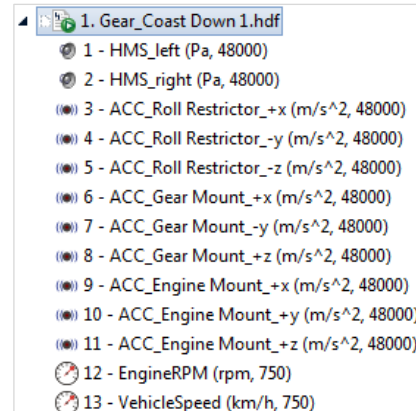 1. Gear_Coast Down 1.hdf
1 - HMS_left (Pa, 48000)
2 - HMS_right (Pa, 48000)
3 - ACC_Roll Restrictor_+x (m/s^2, 48000)
4 - ACC_Roll Restrictor_-y (m/s^2, 48000)
5 - ACC_Roll Restrictor_-z (m/s^2, 48000)
6 - ACC_Gear Mount_+x (m/s^2, 48000)
7 - ACC_Gear Mount_-y (m/s^2, 48000)
8 - ACC_Gear Mount_+z (m/s^2, 48000)
9 - ACC_Engine Mount_+x (m/s^2, 48000)
10 - ACC_Engine Mount_+y (m/s^2, 48000)
11 - ACC_Engine Mount_+z (m/s^2, 48000)
12 - EngineRPM (rpm, 750)
13 - VehicleSpeed (km/h, 750)